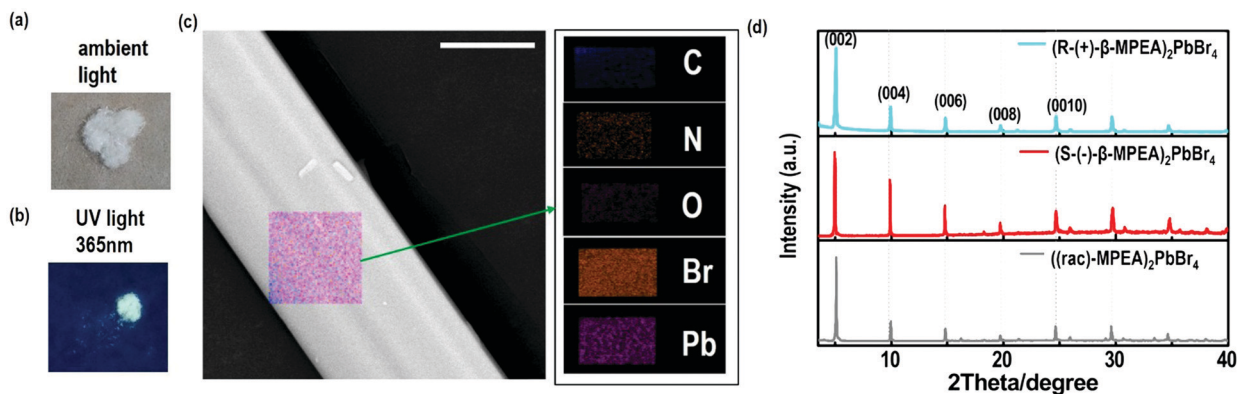 (a)
ambient
light
(b)
UV light
365nm
(c)
C
N
O
Br
Pb
(d)
(002)
(004)
(006)
(008)
(0010)
(R-(+)-β-MPEA)₂PbBr₄
(S-(-)-β-MPEA)₂PbBr₄
((rac)-MPEA)₂PbBr₄
Intensity (a.u.)
10 20 30 40
2Theta/degree